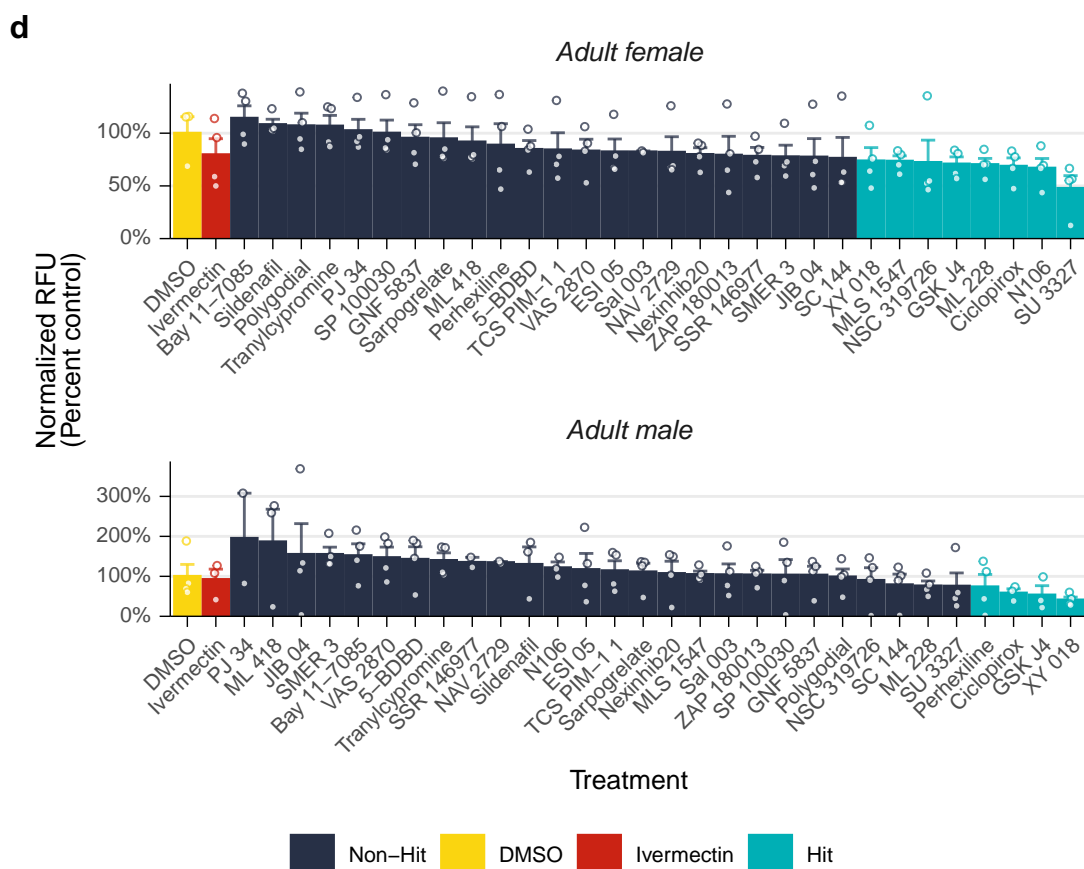 d
Adult female
Normalized RFU
(Percent control)
100%
50%
0%
DMSO
Ivermectin
Bay 11−7085
Sildenafil
Polygodial
Tranylcypromine
PJ 34
SP 100030
GNF 5837
Sarpogrelate
ML 418
Perhexiline
5−BDBD
TCS PIM−1 1
VAS 2870
ESI 05
Sal 003
NAV 2729
Nexinhib20
ZAP 180013
SSR 146977
SMER 3
JIB 04
SC 144
XY 018
MLS 1547
NSC 319726
GSK J4
ML 228
Ciclopirox
N106
SU 3327
Adult male
300%
200%
100%
0%
DMSO
Ivermectin
PJ 34
ML 418
JIB 04
SMER 3
Bay 11−7085
VAS 2870
5−BDBD
Tranylcypromine
SSR 146977
NAV 2729
Sildenafil
N106
ESI 05
TCS PIM−1 1
Sarpogrelate
Nexinhib20
MLS 1547
Sal 003
ZAP 180013
SP 100030
GNF 5837
Polygodial
NSC 319726
SC 144
ML 228
SU 3327
Perhexiline
Ciclopirox
GSK J4
XY 018
Treatment
Non−Hit
DMSO
Ivermectin
Hit